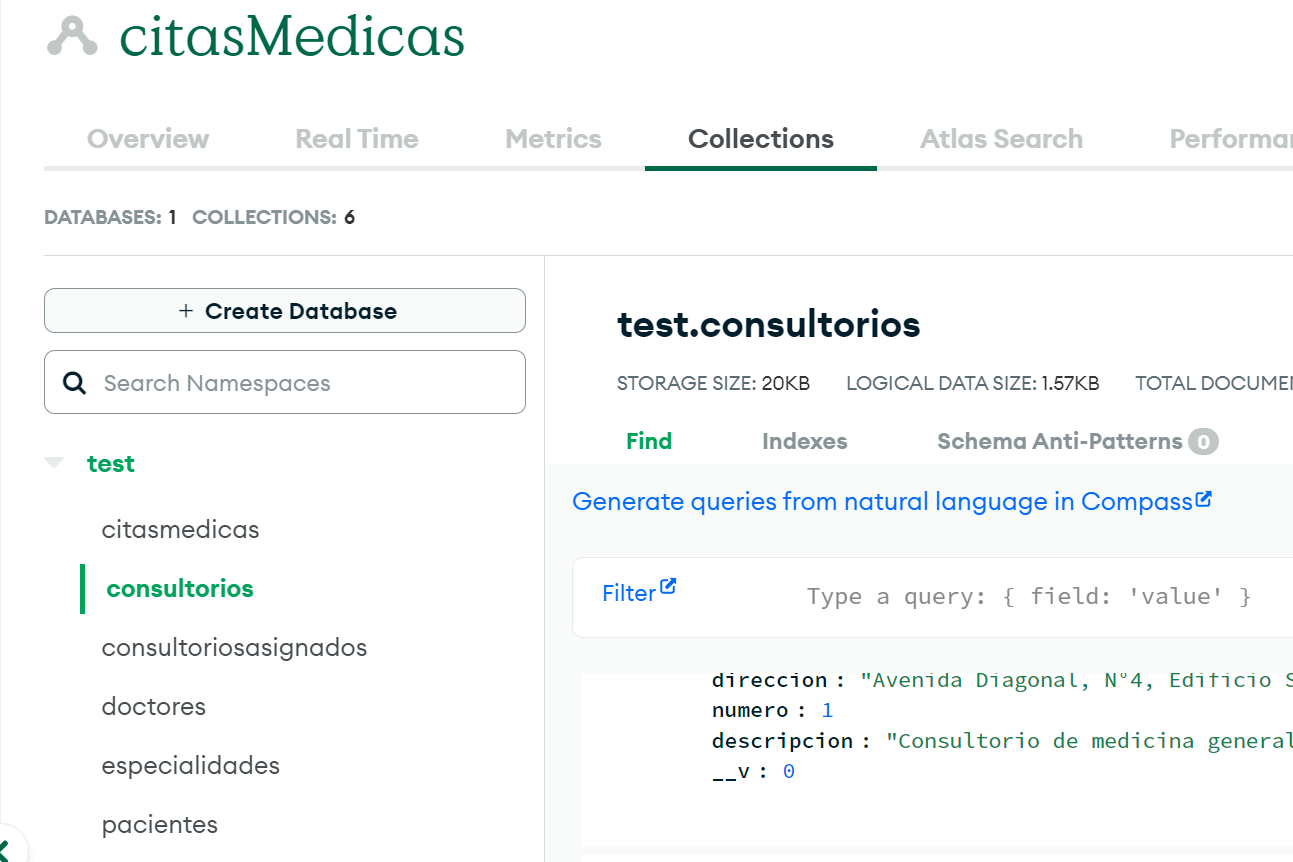 citasMedicas
Overview Real Time Metrics Collections Atlas Search Performa
DATABASES: 1 COLLECTIONS: 6
+ Create Database
Search Namespaces
test
citasmedicas
consultorios
consultoriosasignados
doctores
especialidades
pacientes
test.consultorios
STORAGE SIZE: 20KB LOGICAL DATA SIZE: 1.57KB TOTAL DOCUME
Find Indexes Schema Anti-Patterns 0
Generate queries from natural language in Compass
Filter Type a query: { field: 'value' }
direccion : "Avenida Diagonal, N°4, Edificio S
numero : 1
descripcion : "Consultorio de medicina general
__v : 0